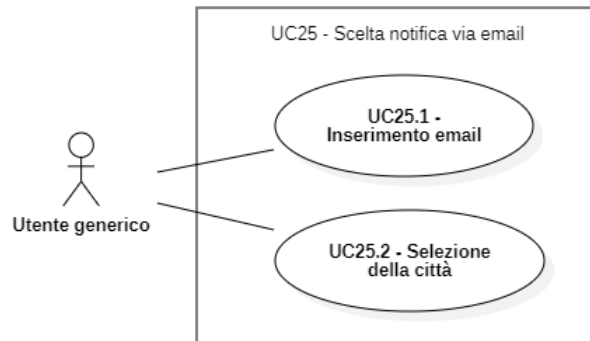 UC25 - Scelta notifica via email
UC25.1 -
Inserimento email
Utente generico
UC25.2 - Selezione
della città